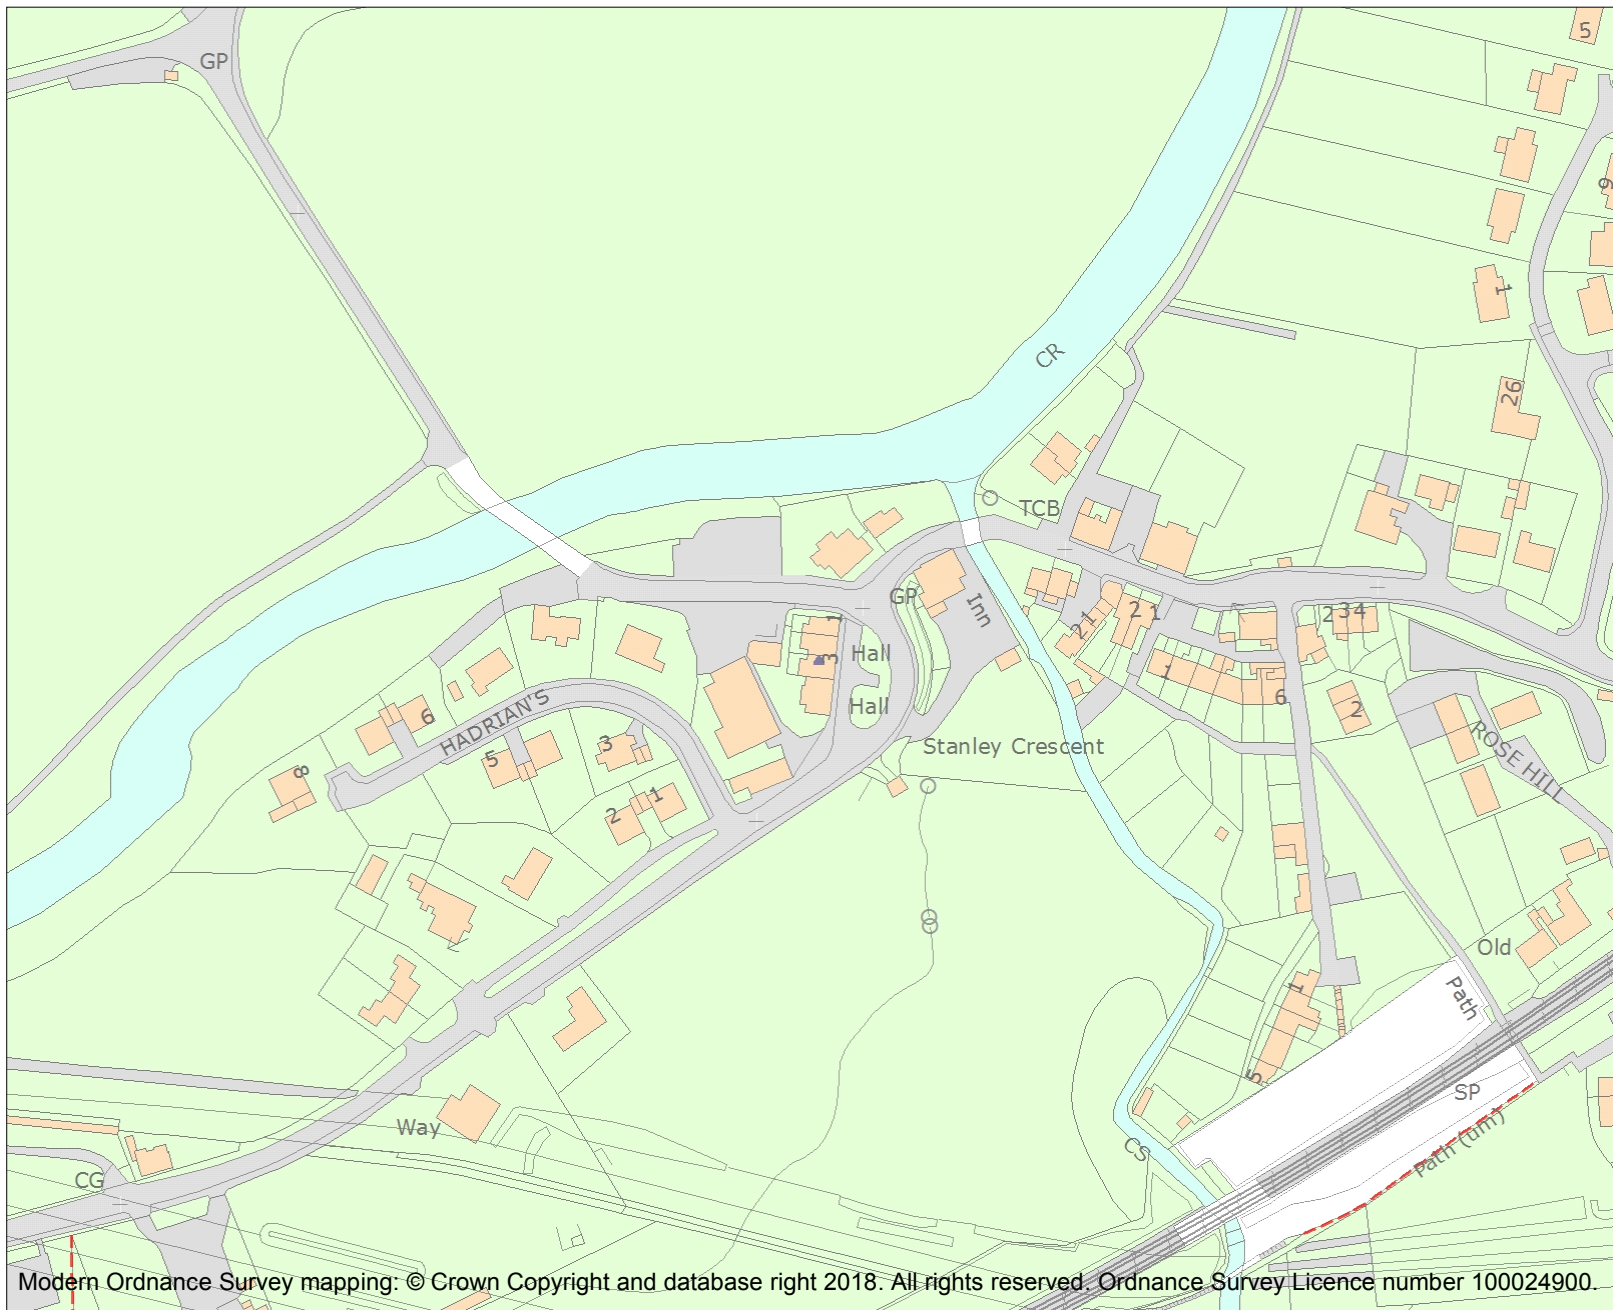 5
GP
9
1
CR
26
TCB
GP
Inn
1
2 1
2 3 4
2 1
Hall
3
1
6
6
2
Hall
HADRIAN'S
Stanley Crescent
3
5
ROSE HILL
8
1
2
Old
1
Path
5
SP
Way
Path (um)
CS
CG
Modern Ordnance Survey mapping: © Crown Copyright and database right 2018. All rights reserved. Ordnance Survey Licence number 100024900.